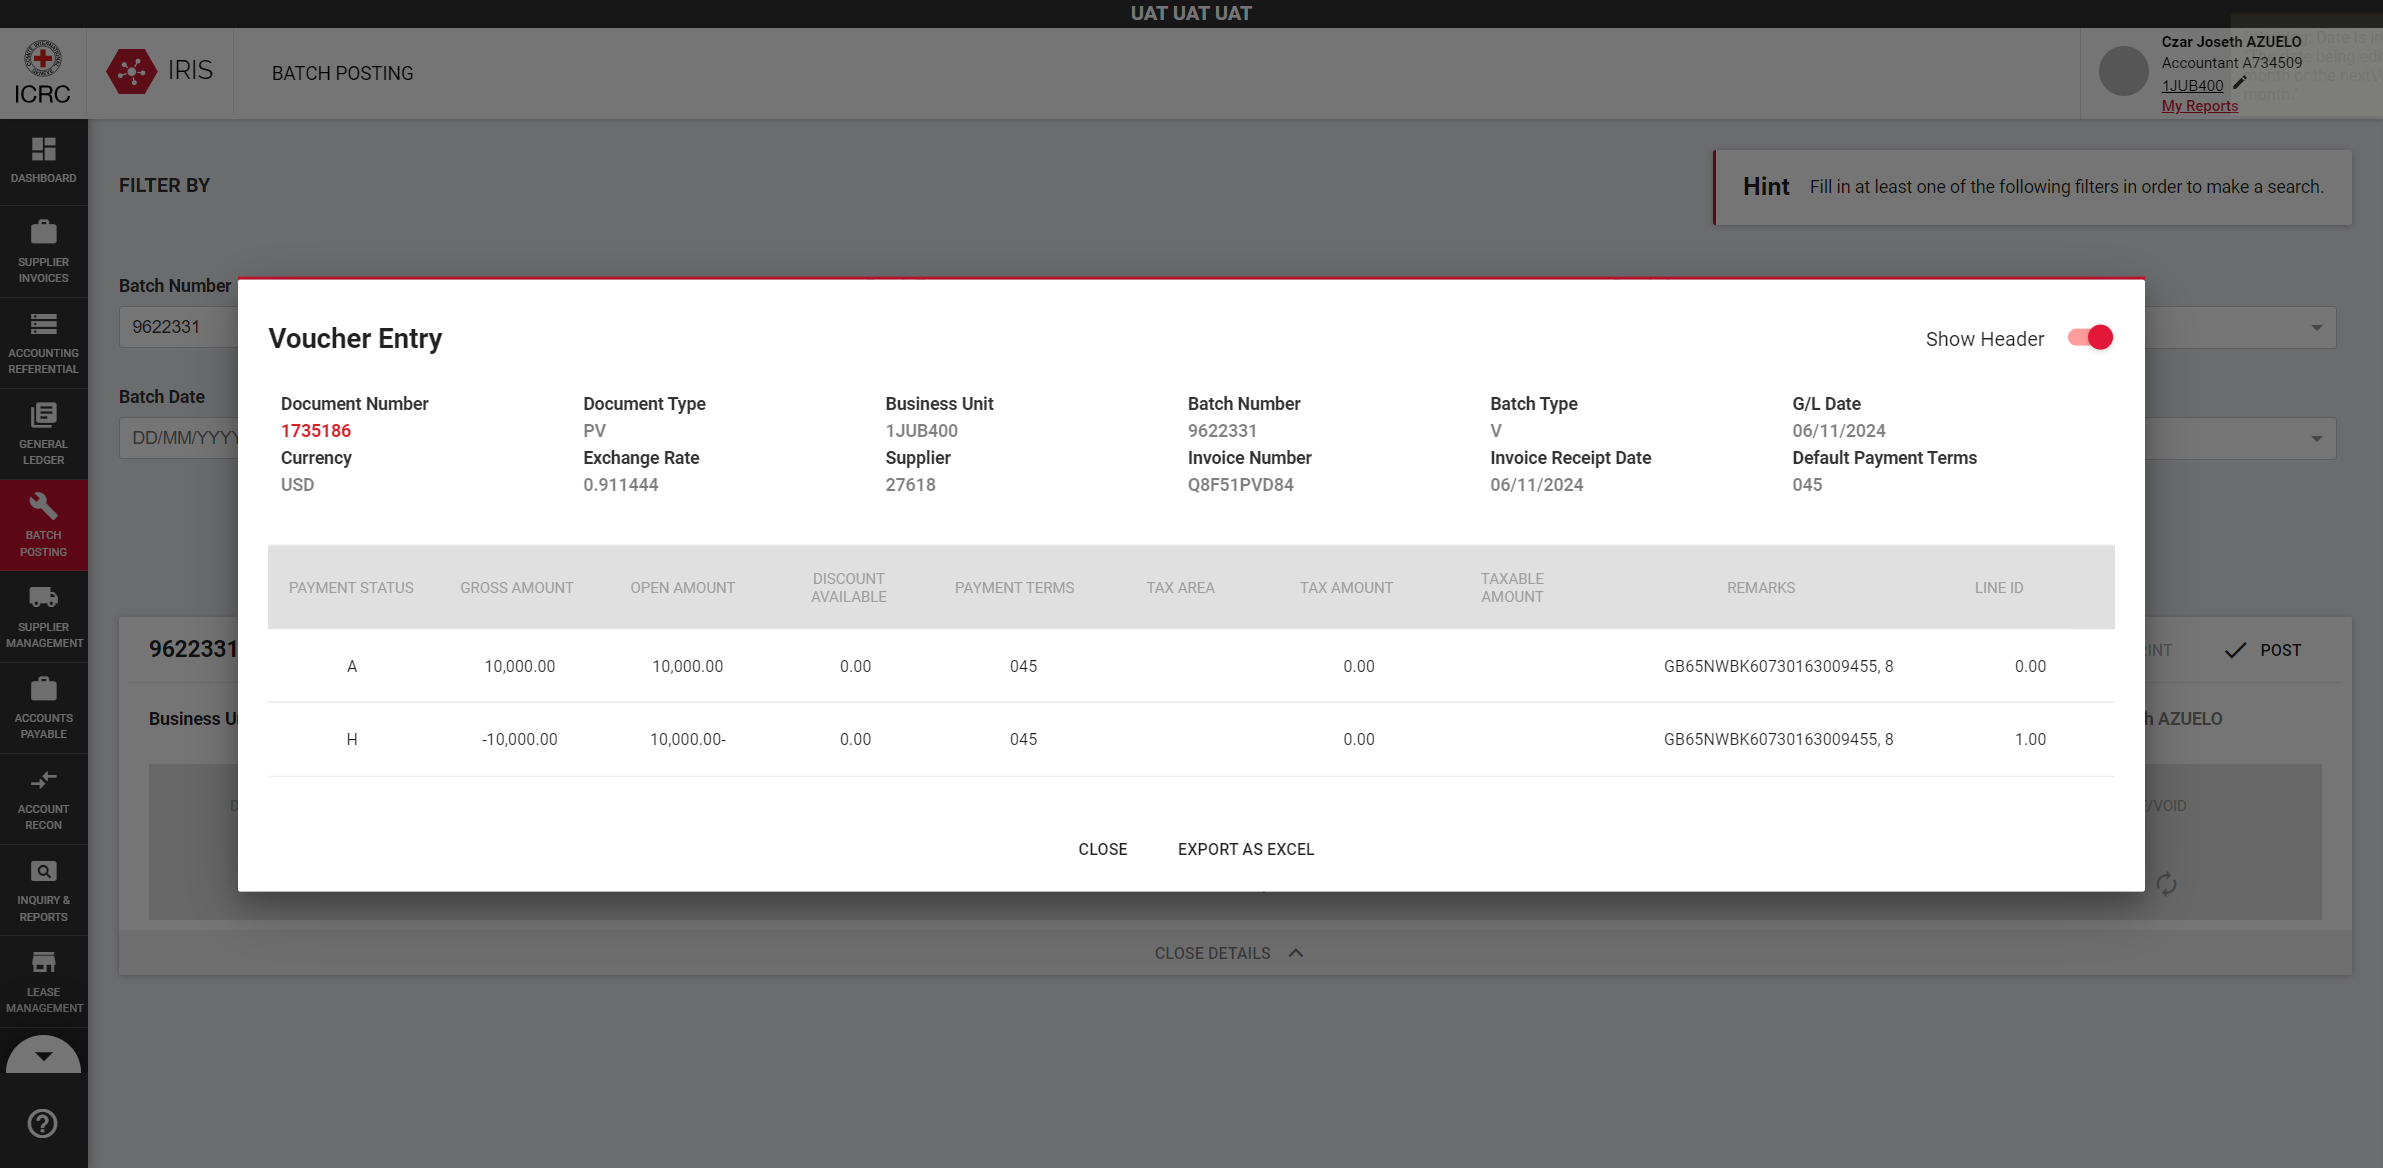 UAT UAT UAT
ICRC
IRIS
BATCH POSTING
Czar Joseth AZUELO
Accountant A734509
1JUB400
My Reports
DASHBOARD
SUPPLIER
INVOICES
ACCOUNTING
REFERENTIAL
GENERAL
LEDGER
BATCH
POSTING
SUPPLIER
MANAGEMENT
ACCOUNTS
PAYABLE
ACCOUNT
RECON
INQUIRY &
REPORTS
LEASE
MANAGEMENT
FILTER BY
Hint Fill in at least one of the following filters in order to make a search.
Batch Number
9622331
Batch Date
DD/MM/YYYY
Voucher Entry
Show Header
Document Number Document Type Business Unit Batch Number Batch Type G/L Date
1735186 PV 1JUB400 9622331 V 06/11/2024
Currency Exchange Rate Supplier Invoice Number Invoice Receipt Date Default Payment Terms
USD 0.911444 27618 Q8F51PVD84 06/11/2024 045
PAYMENT STATUS GROSS AMOUNT OPEN AMOUNT DISCOUNT AVAILABLE PAYMENT TERMS TAX AREA TAX AMOUNT TAXABLE AMOUNT REMARKS LINE ID
A 10,000.00 10,000.00 0.00 045 0.00 GB65NWBK60730163009455, 8 0.00
H -10,000.00 10,000.00- 0.00 045 0.00 GB65NWBK60730163009455, 8 1.00
CLOSE EXPORT AS EXCEL
9622331
POST
Business
AZUELO
/VOID
CLOSE DETAILS